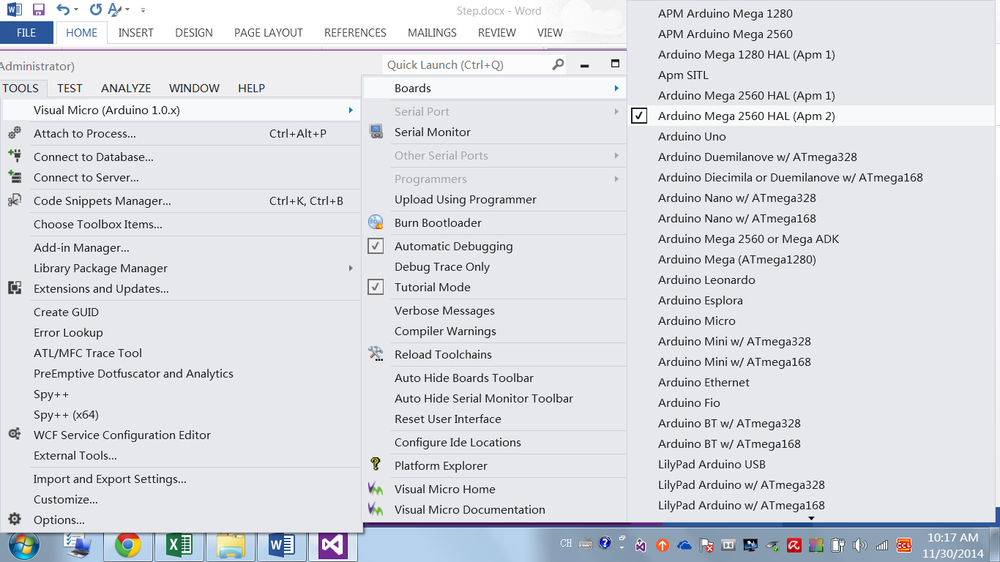 Step.docx - Word
FILE HOME INSERT DESIGN PAGE LAYOUT REFERENCES MAILINGS REVIEW VIEW
Administrator)
Quick Launch (Ctrl+Q)
TOOLS TEST ANALYZE WINDOW HELP
Visual Micro (Arduino 1.0.x)
Attach to Process... Ctrl+Alt+P
Connect to Database...
Connect to Server...
Code Snippets Manager... Ctrl+K, Ctrl+B
Choose Toolbox Items...
Add-in Manager...
Library Package Manager
Extensions and Updates...
Create GUID
Error Lookup
ATL/MFC Trace Tool
PreEmptive Dotfuscator and Analytics
Spy++
Spy++ (x64)
WCF Service Configuration Editor
External Tools...
Import and Export Settings...
Customize...
Options...
Boards
Serial Port
Serial Monitor
Other Serial Ports
Programmers
Upload Using Programmer
Burn Bootloader
Automatic Debugging
Debug Trace Only
Tutorial Mode
Verbose Messages
Compiler Warnings
Reload Toolchains
Auto Hide Boards Toolbar
Auto Hide Serial Monitor Toolbar
Reset User Interface
Configure Ide Locations
Platform Explorer
Visual Micro Home
Visual Micro Documentation
APM Arduino Mega 1280
APM Arduino Mega 2560
Arduino Mega 1280 HAL (Apm 1)
Apm SITL
Arduino Mega 2560 HAL (Apm 1)
Arduino Mega 2560 HAL (Apm 2)
Arduino Uno
Arduino Duemilanove w/ ATmega328
Arduino Diecimila or Duemilanove w/ ATmega168
Arduino Nano w/ ATmega328
Arduino Nano w/ ATmega168
Arduino Mega 2560 or Mega ADK
Arduino Mega (ATmega1280)
Arduino Leonardo
Arduino Esplora
Arduino Micro
Arduino Mini w/ ATmega328
Arduino Mini w/ ATmega168
Arduino Ethernet
Arduino Fio
Arduino BT w/ ATmega328
Arduino BT w/ ATmega168
LilyPad Arduino USB
LilyPad Arduino w/ ATmega328
LilyPad Arduino w/ ATmega168
CH
10:17 AM
11/30/2014